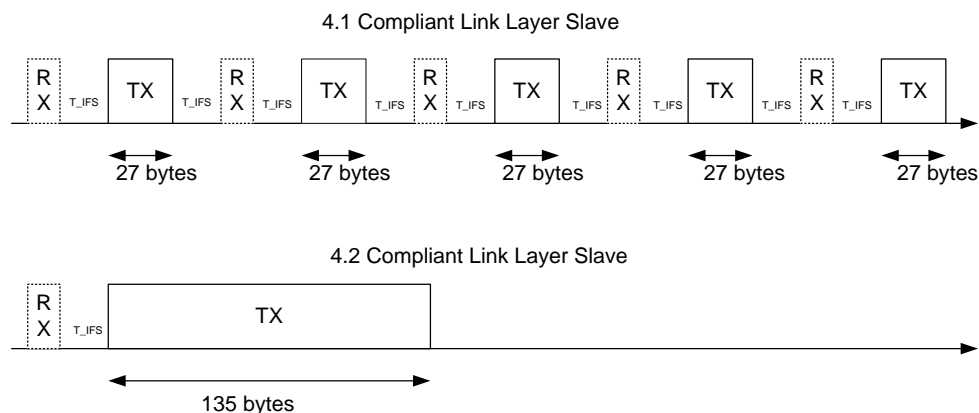 4.1 Compliant Link Layer Slave
R X T_IFS TX T_IFS R X T_IFS TX T_IFS R X T_IFS TX T_IFS R X T_IFS TX T_IFS R X T_IFS TX
27 bytes 27 bytes 27 bytes 27 bytes 27 bytes
4.2 Compliant Link Layer Slave
R X T_IFS TX
135 bytes